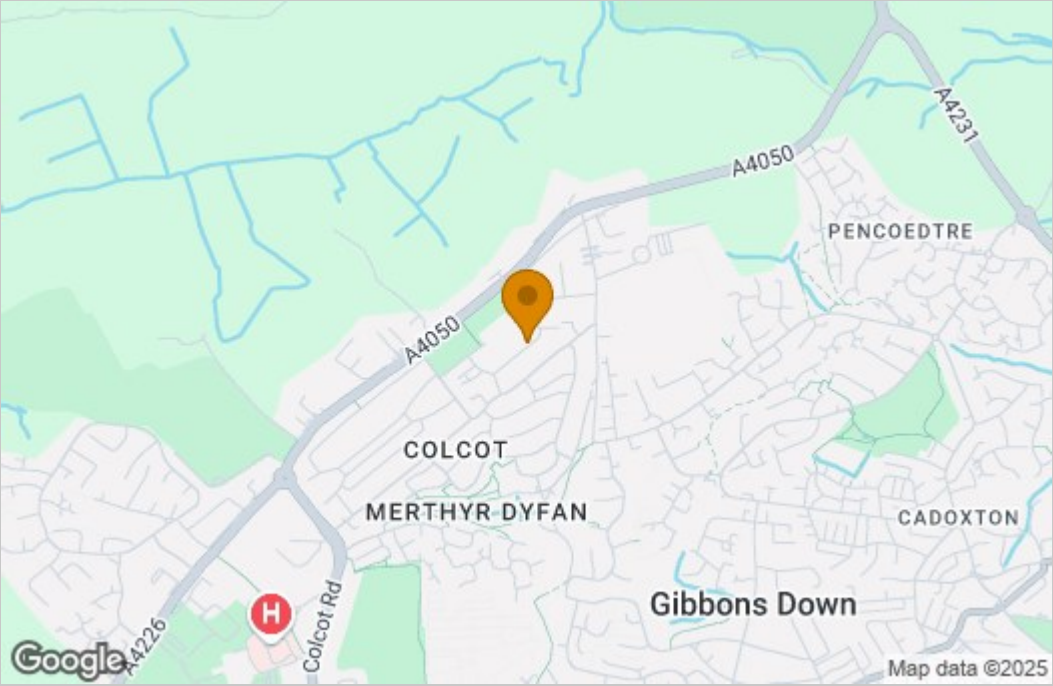 A4231
A4050
PENCOEDTRE
A4050
COLCOT
MERTHYR DYFAN
CADOXTON
Gibbons Down
H
Colcot Rd
A4226
Google
Map data ©2025